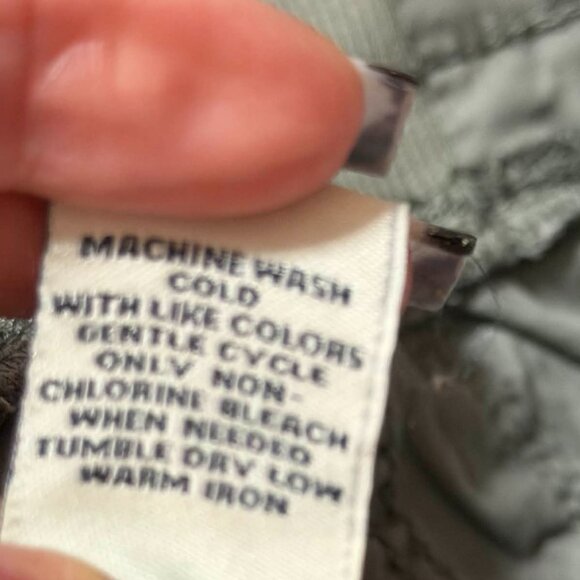 MACHINE WASH
COLD
WITH LIKE COLORS
GENTLE CYCLE
ONLY NON-
CHLORINE BLEACH
WHEN NEEDED
TUMBLE DRY LOW
WARM IRON